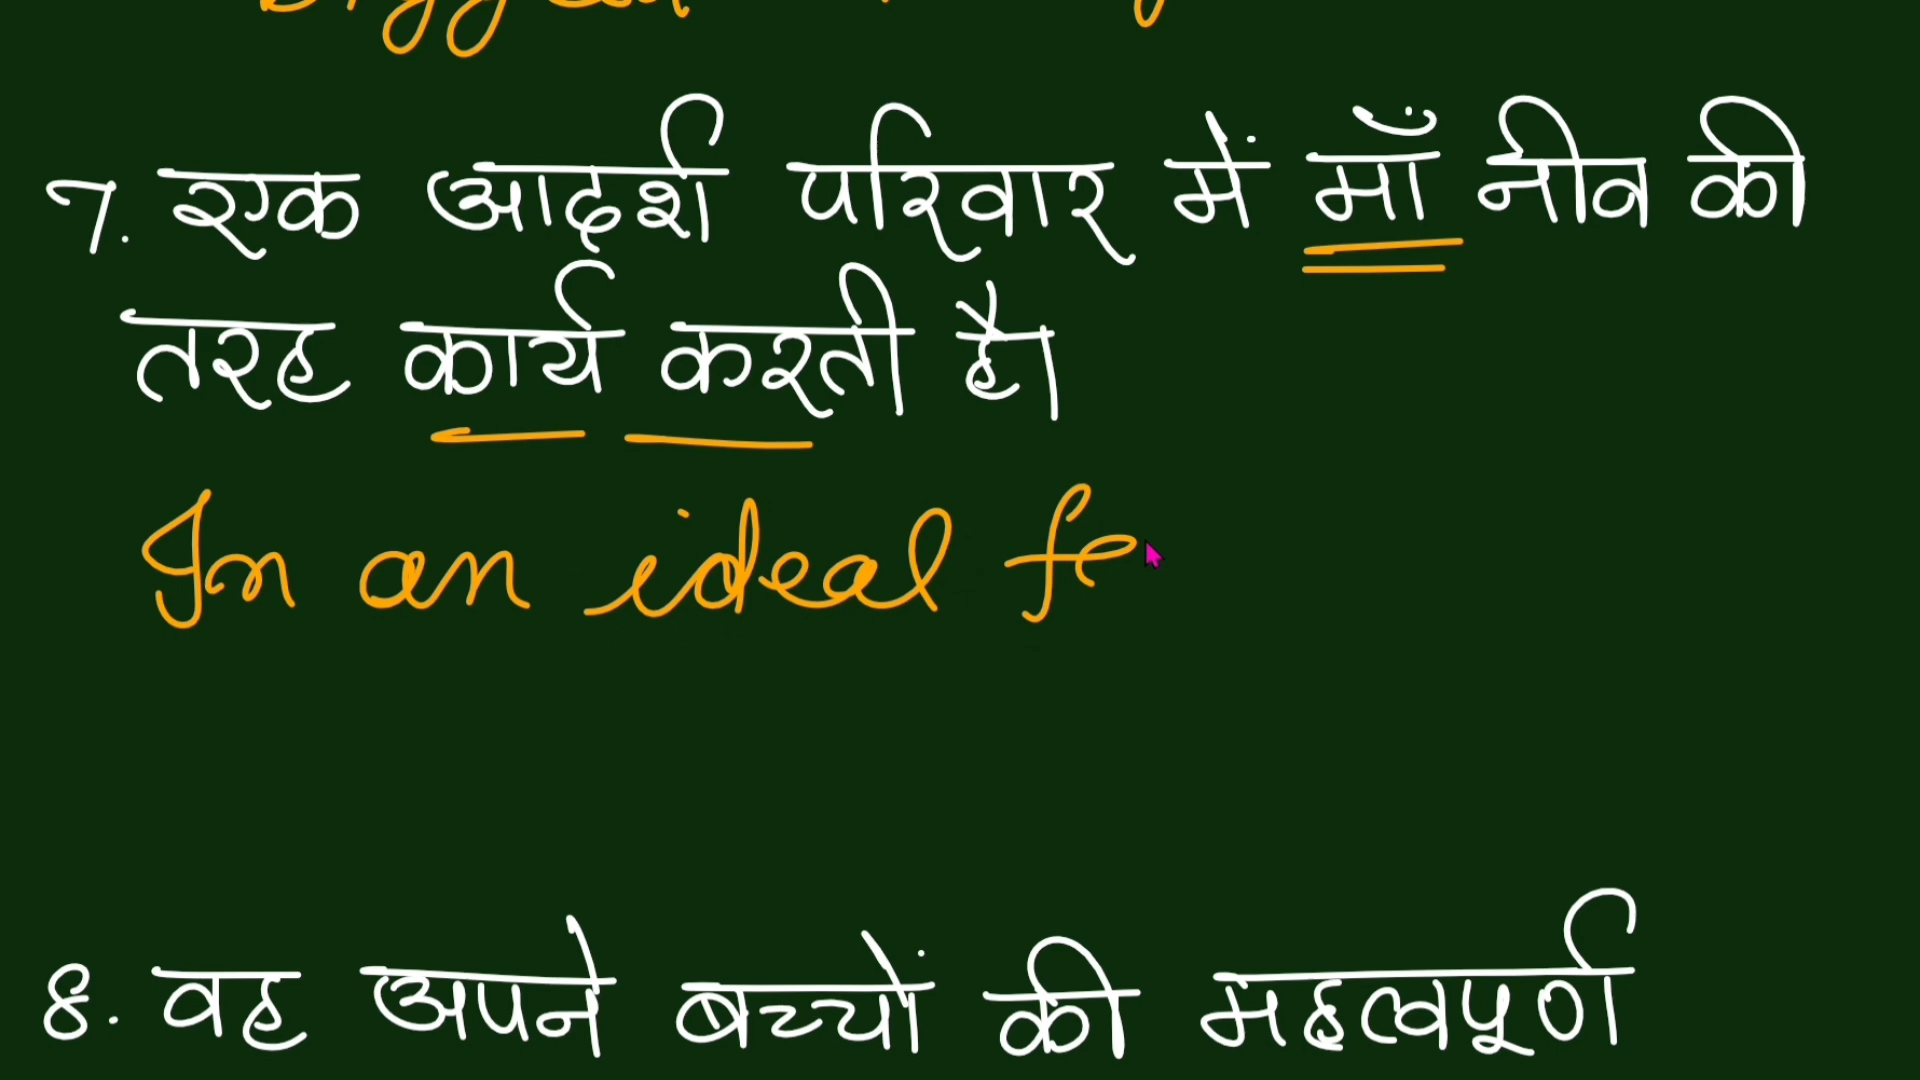 7. एक आदर्श परिवार में माँ नीव की
तरह कार्य करती है।
In an ideal
8. वह अपने बच्चों की महत्वपूर्ण